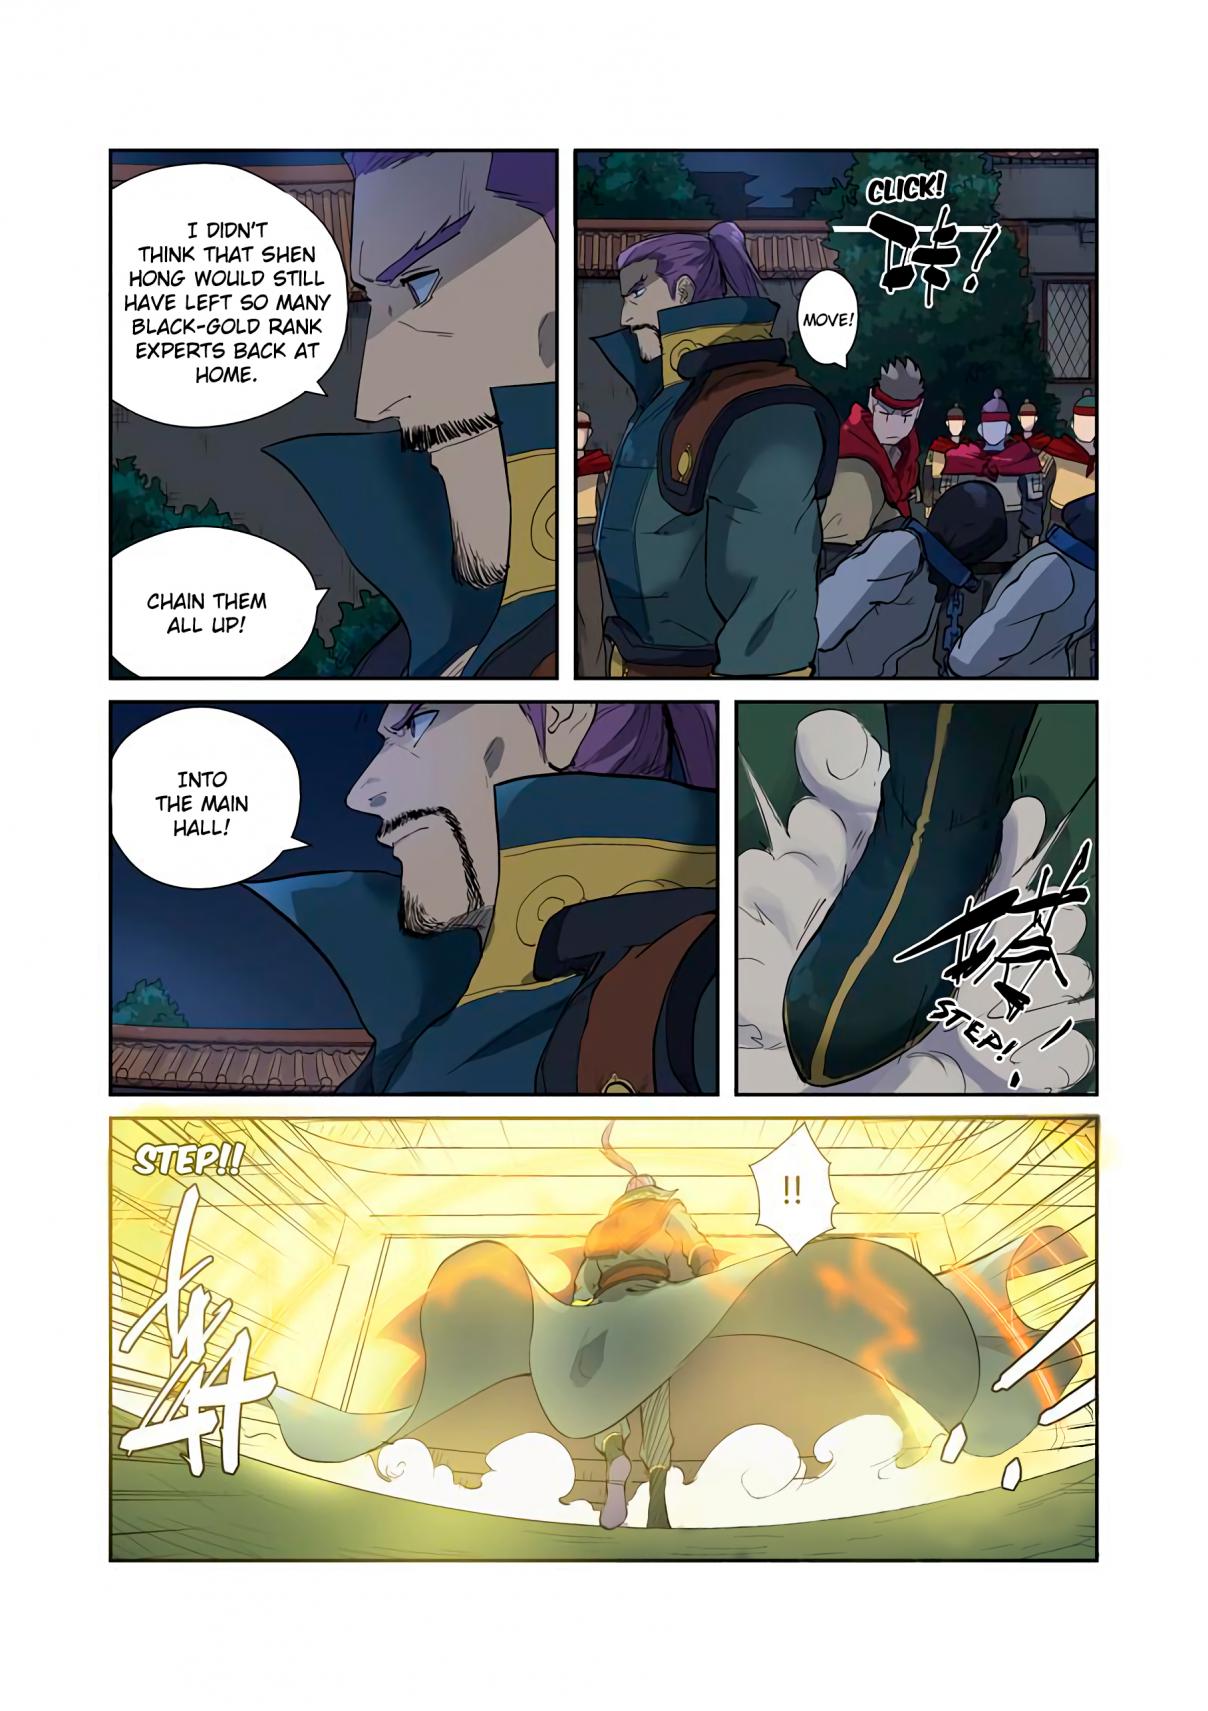 I DIDN'T
THINK THAT SHEN
HONG WOULD STILL
HAVE LEFT SO MANY
BLACK-GOLD RANK
EXPERTS BACK AT
HOME.
CHAIN THEM
ALL UP!
CLICK!
MOVE!
INTO
THE MAIN
HALL!
STEP!
STEP!!
!!